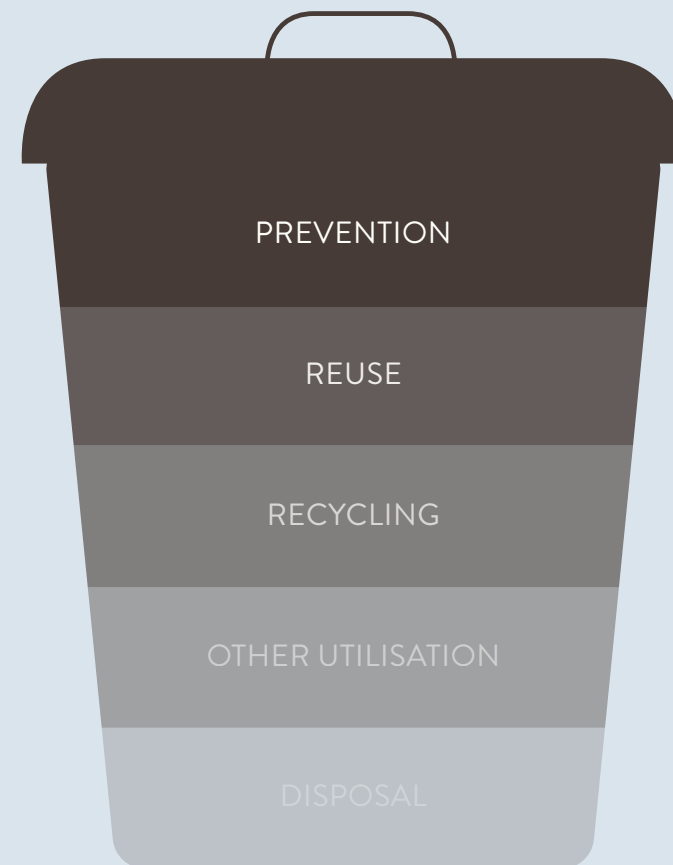 PREVENTION
REUSE
RECYCLING
OTHER UTILISATION
DISPOSAL